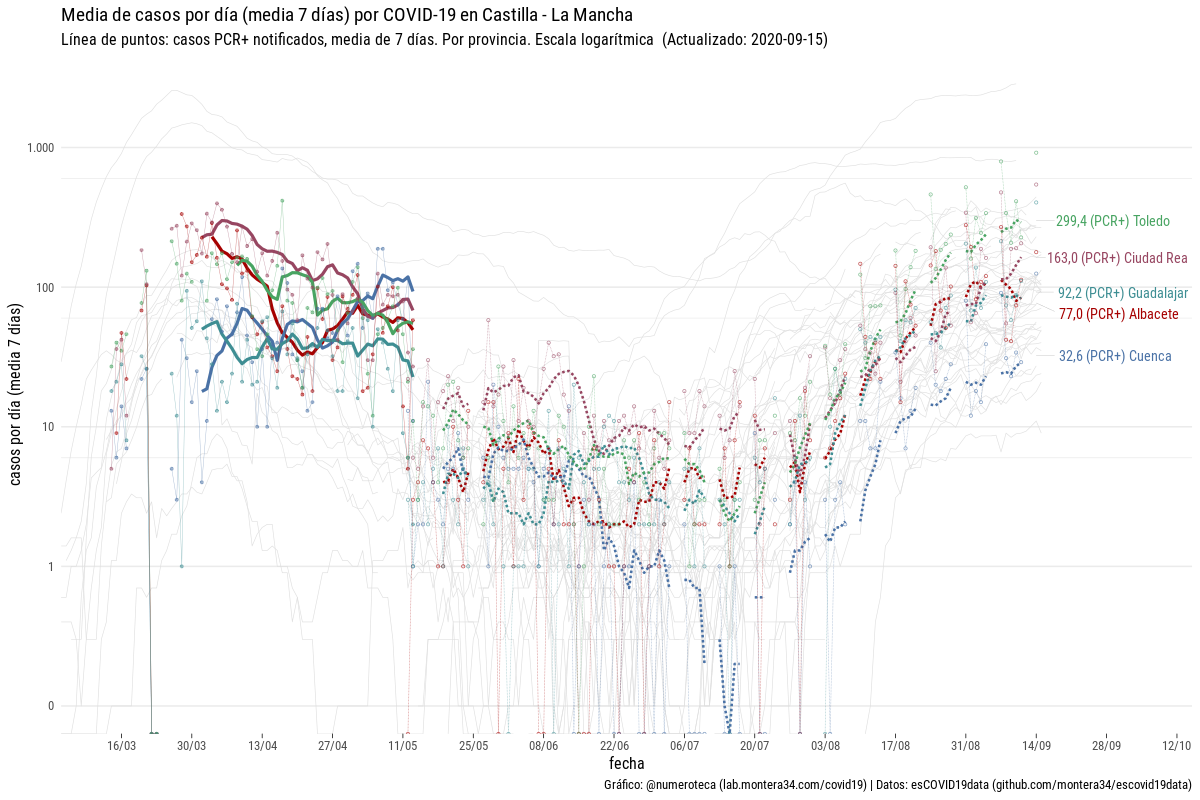 Media de casos por día (media 7 días) por COVID-19 en Castilla - La Mancha
Línea de puntos: casos PCR+ notificados, media de 7 días. Por provincia. Escala logarítmica (Actualizado: 2020-09-15)
casos por día (media 7 días)
1.000
100
10
1
0
299,4 (PCR+) Toledo
163,0 (PCR+) Ciudad Rea
92,2 (PCR+) Guadalajar
77,0 (PCR+) Albacete
32,6 (PCR+) Cuenca
16/03 30/03 13/04 27/04 11/05 25/05 08/06 22/06 06/07 20/07 03/08 17/08 31/08 14/09 28/09 12/10
fecha
Gráfico: @numeroteca (lab.montera34.com/covid19) | Datos: esCOVID19data (github.com/montera34/escovid19data)